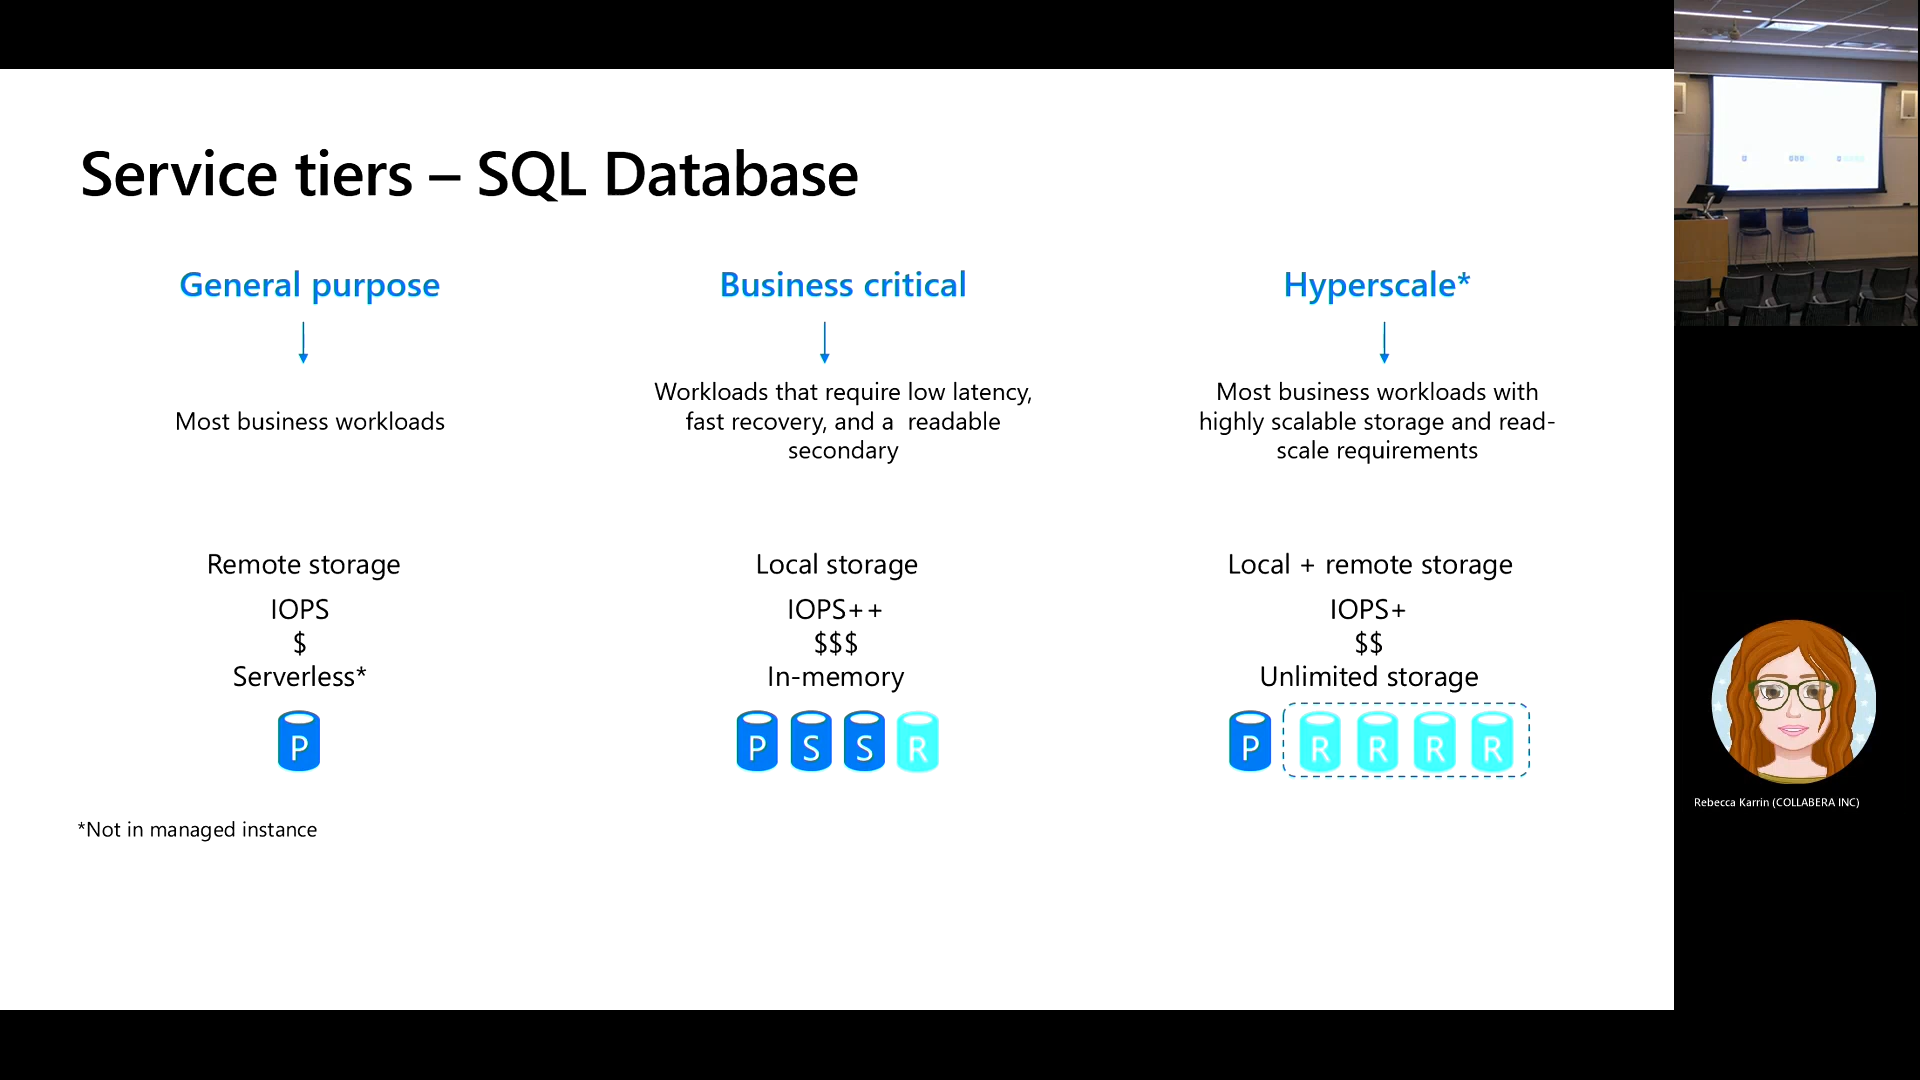 Service tiers – SQL Database
General purpose
Most business workloads
Remote storage
IOPS
$
Serverless*
P
Business critical
Workloads that require low latency,
fast recovery, and a  readable
secondary
Local storage
IOPS++
$$$
In-memory
P S S R
Hyperscale*
Most business workloads with
highly scalable storage and read-
scale requirements
Local + remote storage
IOPS+
$$
Unlimited storage
P R R R R
*Not in managed instance
Rebecca Karrin (COLLABERA INC)